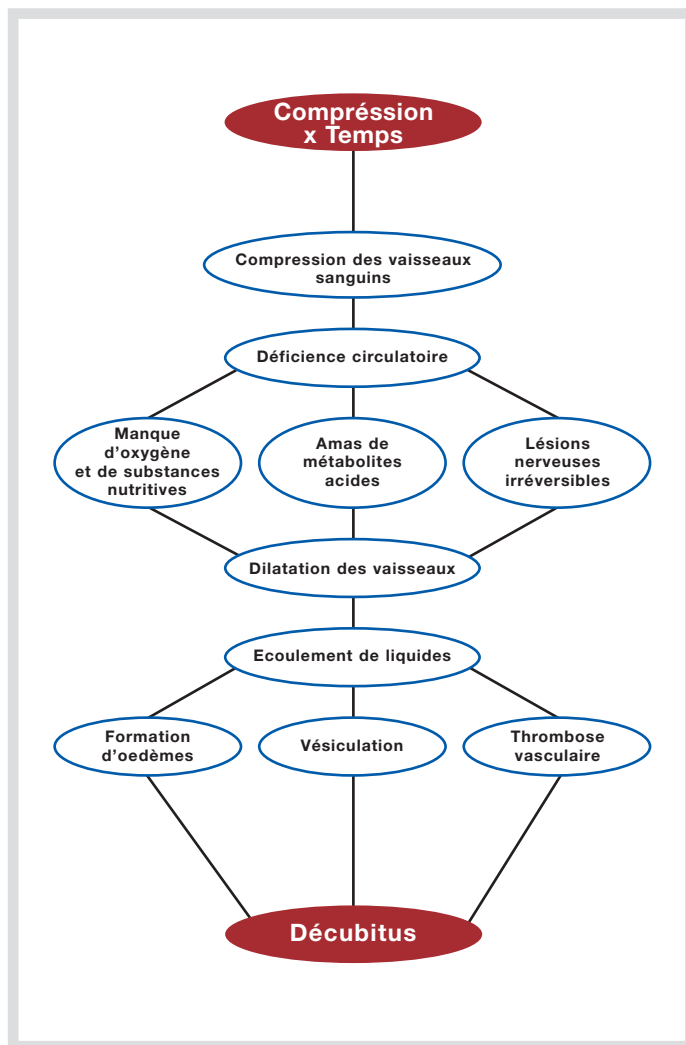 Compréssion
x Temps
Compression des vaisseaux
sanguins
Déficience circulatoire
Manque
d’oxygène
et de substances
nutritives
Amas de
métabolites
acides
Lésions
nerveuses
irréversibles
Dilatation des vaisseaux
Ecoulement de liquides
Formation
d’oedèmes
Vésiculation
Thrombose
vasculaire
Décubitus